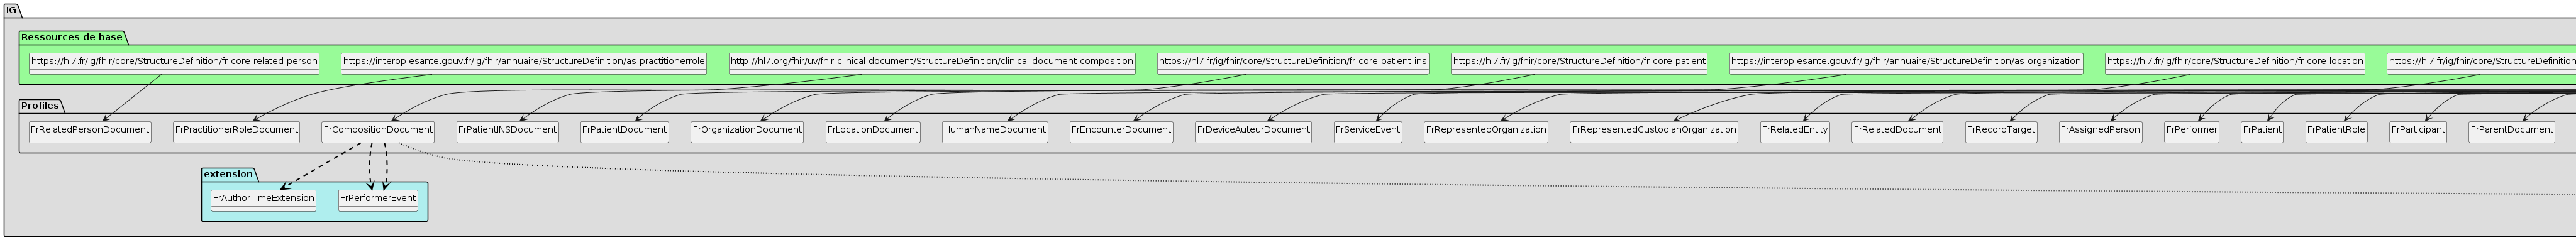 IG
Ressources de base
https://hl7.fr/ig/fhir/core/StructureDefinition/fr-core-related-person
https://interop.esante.gouv.fr/ig/fhir/annuaire/StructureDefinition/as-practitionerrole
http://hl7.org/fhir/uv/fhir-clinical-document/StructureDefinition/clinical-document-composition
https://hl7.fr/ig/fhir/core/StructureDefinition/fr-core-patient-ins
https://hl7.fr/ig/fhir/core/StructureDefinition/fr-core-patient
https://interop.esante.gouv.fr/ig/fhir/annuaire/StructureDefinition/as-organization
https://hl7.fr/ig/fhir/core/StructureDefinition/fr-core-location
https://hl7.fr/ig/fhir/core/StructureDefinition
Profiles
FrRelatedPersonDocument
FrPractitionerRoleDocument
FrCompositionDocument
FrPatientINSDocument
FrPatientDocument
FrOrganizationDocument
FrLocationDocument
HumanNameDocument
FrEncounterDocument
FrDeviceAuteurDocument
FrServiceEvent
FrRepresentedOrganization
FrRepresentedCustodianOrganization
FrRelatedEntity
FrRelatedDocument
FrRecordTarget
FrAssignedPerson
FrPerformer
FrPatient
FrPatientRole
FrParticipant
FrParentDocument
extension
FrAuthorTimeExtension
FrPerformerEvent